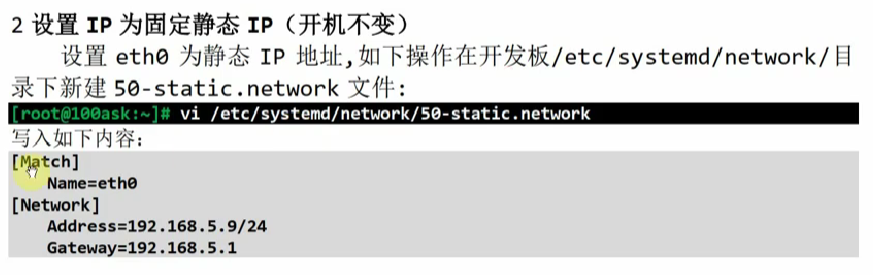 2 设置 IP 为固定静态 IP（开机不变）
设置 eth0 为静态 IP 地址,如下操作在开发板/etc/systemd/network/目
录下新建 50-static.network 文件:
[root@100ask:~]# vi /etc/systemd/network/50-static.network
写入如下内容:
[Match]
Name=eth0
[Network]
Address=192.168.5.9/24
Gateway=192.168.5.1